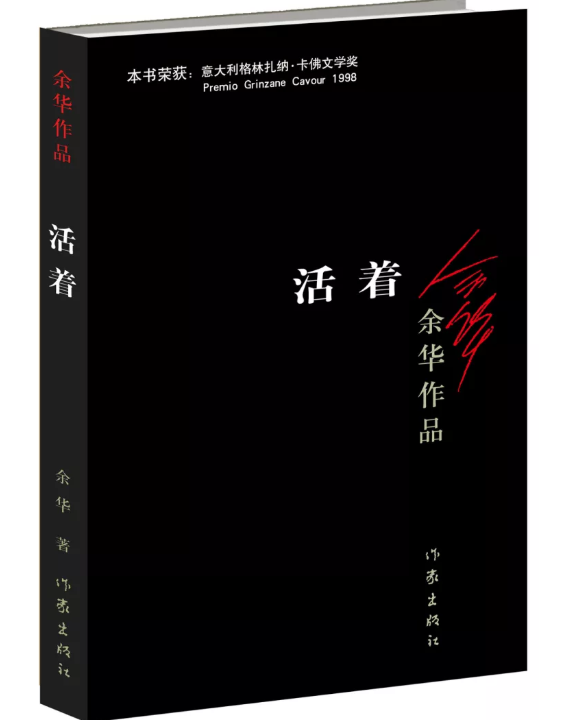 余华作品
活着
余华 著
作家出版社
本书荣获：意大利格林扎纳·卡佛文学奖
Premio Grinzane Cavour 1998
活着
余华
余华作品
作家出版社